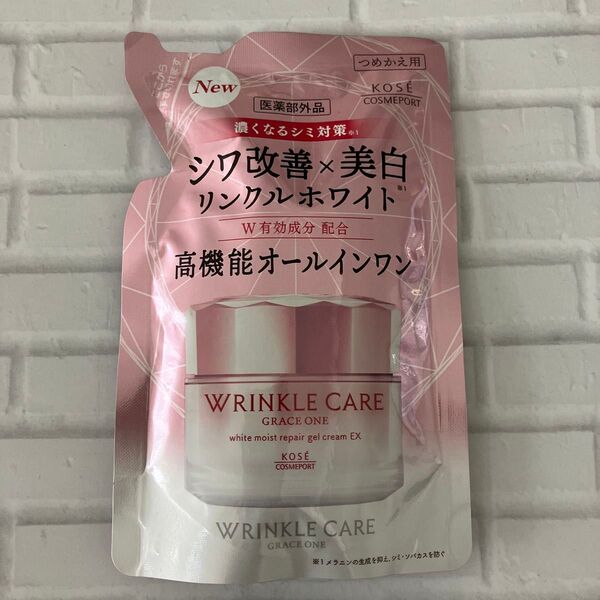 New
つめかえ用
KOSÉ
COSMEPORT
医薬部外品
濃くなるシミ対策※1
シワ改善×美白※1
リンクルホワイト
W有効成分 配合
高機能オールインワン
WRINKLE CARE
GRACE ONE
white moist repair gel cream EX
KOSÉ
COSMEPORT
WRINKLE CARE
GRACE ONE
※1 メラニンの生成を抑え、シミ・ソバカスを防ぐ